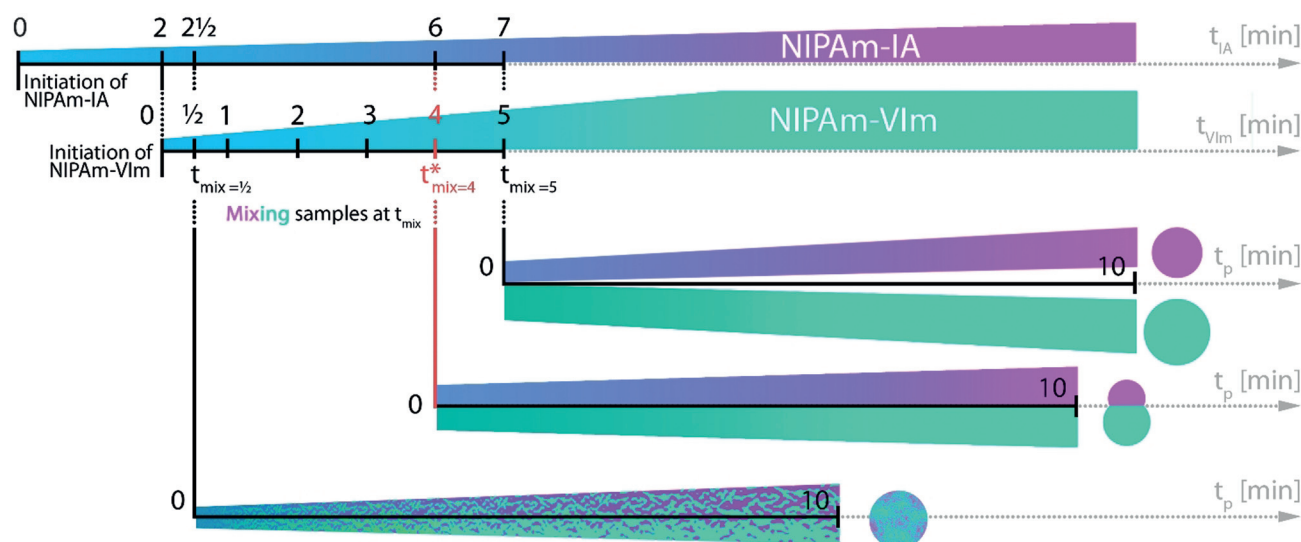 0 2 2½ 6 7
NIPAm-IA
t_IA [min]
Initiation of
NIPAm-IA
0 ½ 1 2 3 4 5
NIPAm-VIm
t_VIm [min]
Initiation of
NIPAm-VIm
t_mix=½ t*_mix=4 t_mix=5
Mixing samples at t_mix
0 10 t_p [min]
0 10 t_p [min]
0 10 t_p [min]